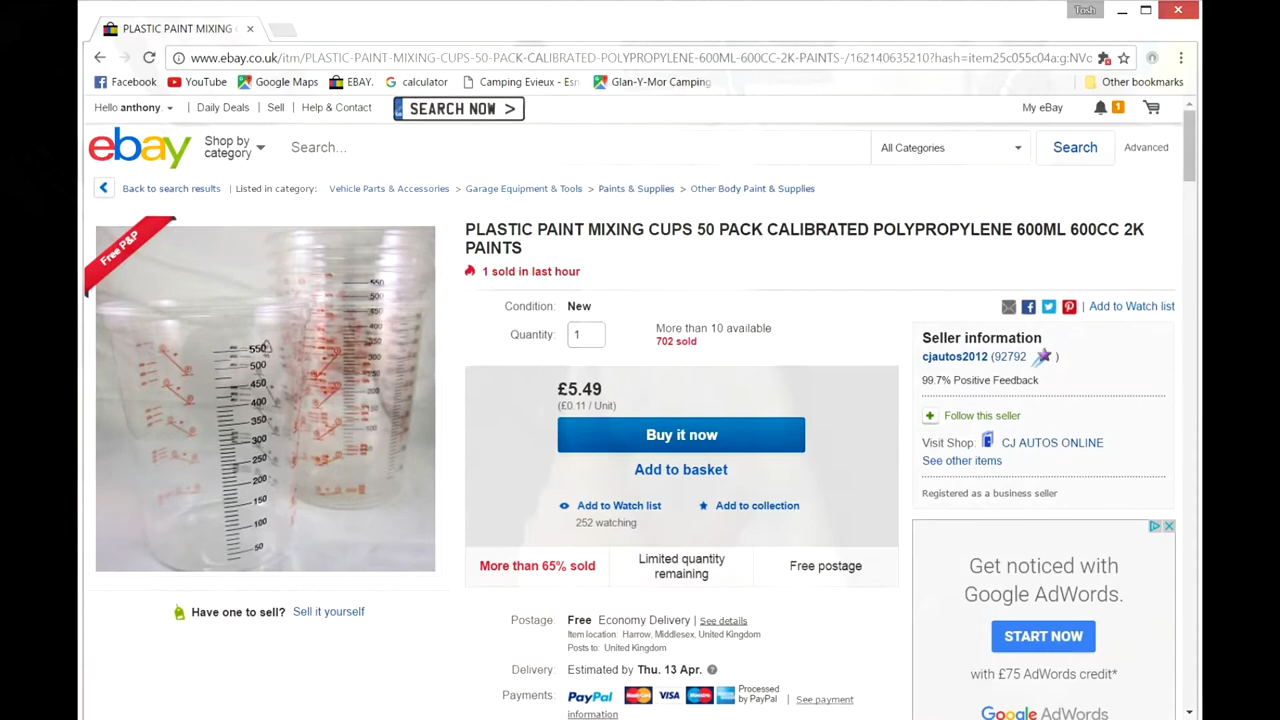 Tosh
PLASTIC PAINT MIXING
www.ebay.co.uk/itm/PLASTIC-PAINT-MIXING-CUPS-50-PACK-CALIBRATED-POLYPROPYLENE-600ML-600CC-2K-PAINTS-/162140635210?hash=item25c055c04a:g:NVo
Facebook YouTube Google Maps EBAY. calculator Camping Evieux - Esn Glan-Y-Mor Camping Other bookmarks
Hello anthony. Daily Deals | Sell | Help & Contact SEARCH NOW > My eBay 1
ebay Shop by category Search... All Categories Search Advanced
Back to search results | Listed in category: Vehicle Parts & Accessories > Garage Equipment & Tools > Paints & Supplies > Other Body Paint & Supplies
Free P&P
PLASTIC PAINT MIXING CUPS 50 PACK CALIBRATED POLYPROPYLENE 600ML 600CC 2K
PAINTS
1 sold in last hour
Condition: New
Quantity: 1
More than 10 available
702 sold
£5.49
(£0.11 / Unit)
Buy it now
Add to basket
Add to Watch list
252 watching
Add to collection
More than 65% sold
Limited quantity
remaining
Free postage
| Add to Watch list
Seller information
cjautos2012 (92792 )
99.7% Positive Feedback
Follow this seller
Visit Shop: CJ AUTOS ONLINE
See other items
Registered as a business seller
550
500
450
400
350
300
250
200
150
100
50
Have one to sell? Sell it yourself
Postage: Free Economy Delivery | See details
Item location: Harrow, Middlesex, United Kingdom
Posts to: United Kingdom
Delivery: Estimated by Thu. 13 Apr.
Payments: PayPal MasterCard VISA Maestro Processed by PayPal | See payment
information
Get noticed with
Google AdWords.
START NOW
with £75 AdWords credit*
Google AdWords